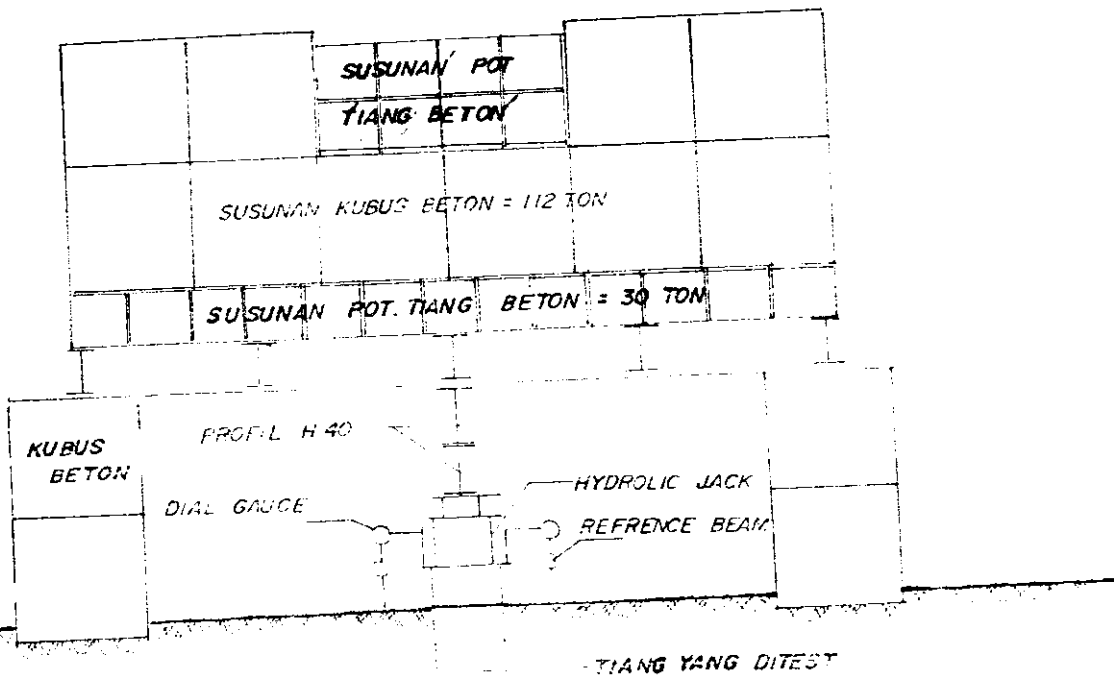 SUSUNAN POT
TIANG BETON
SUSUNAN KUBUS BETON = 112 TON
SUSUNAN POT. TIANG BETON = 30 TON
KUBUS
BETON
PROFIL H 40
DIAL GAUGE
HYDROLIC JACK
REFRENCE BEAM
TIANG YANG DITEST